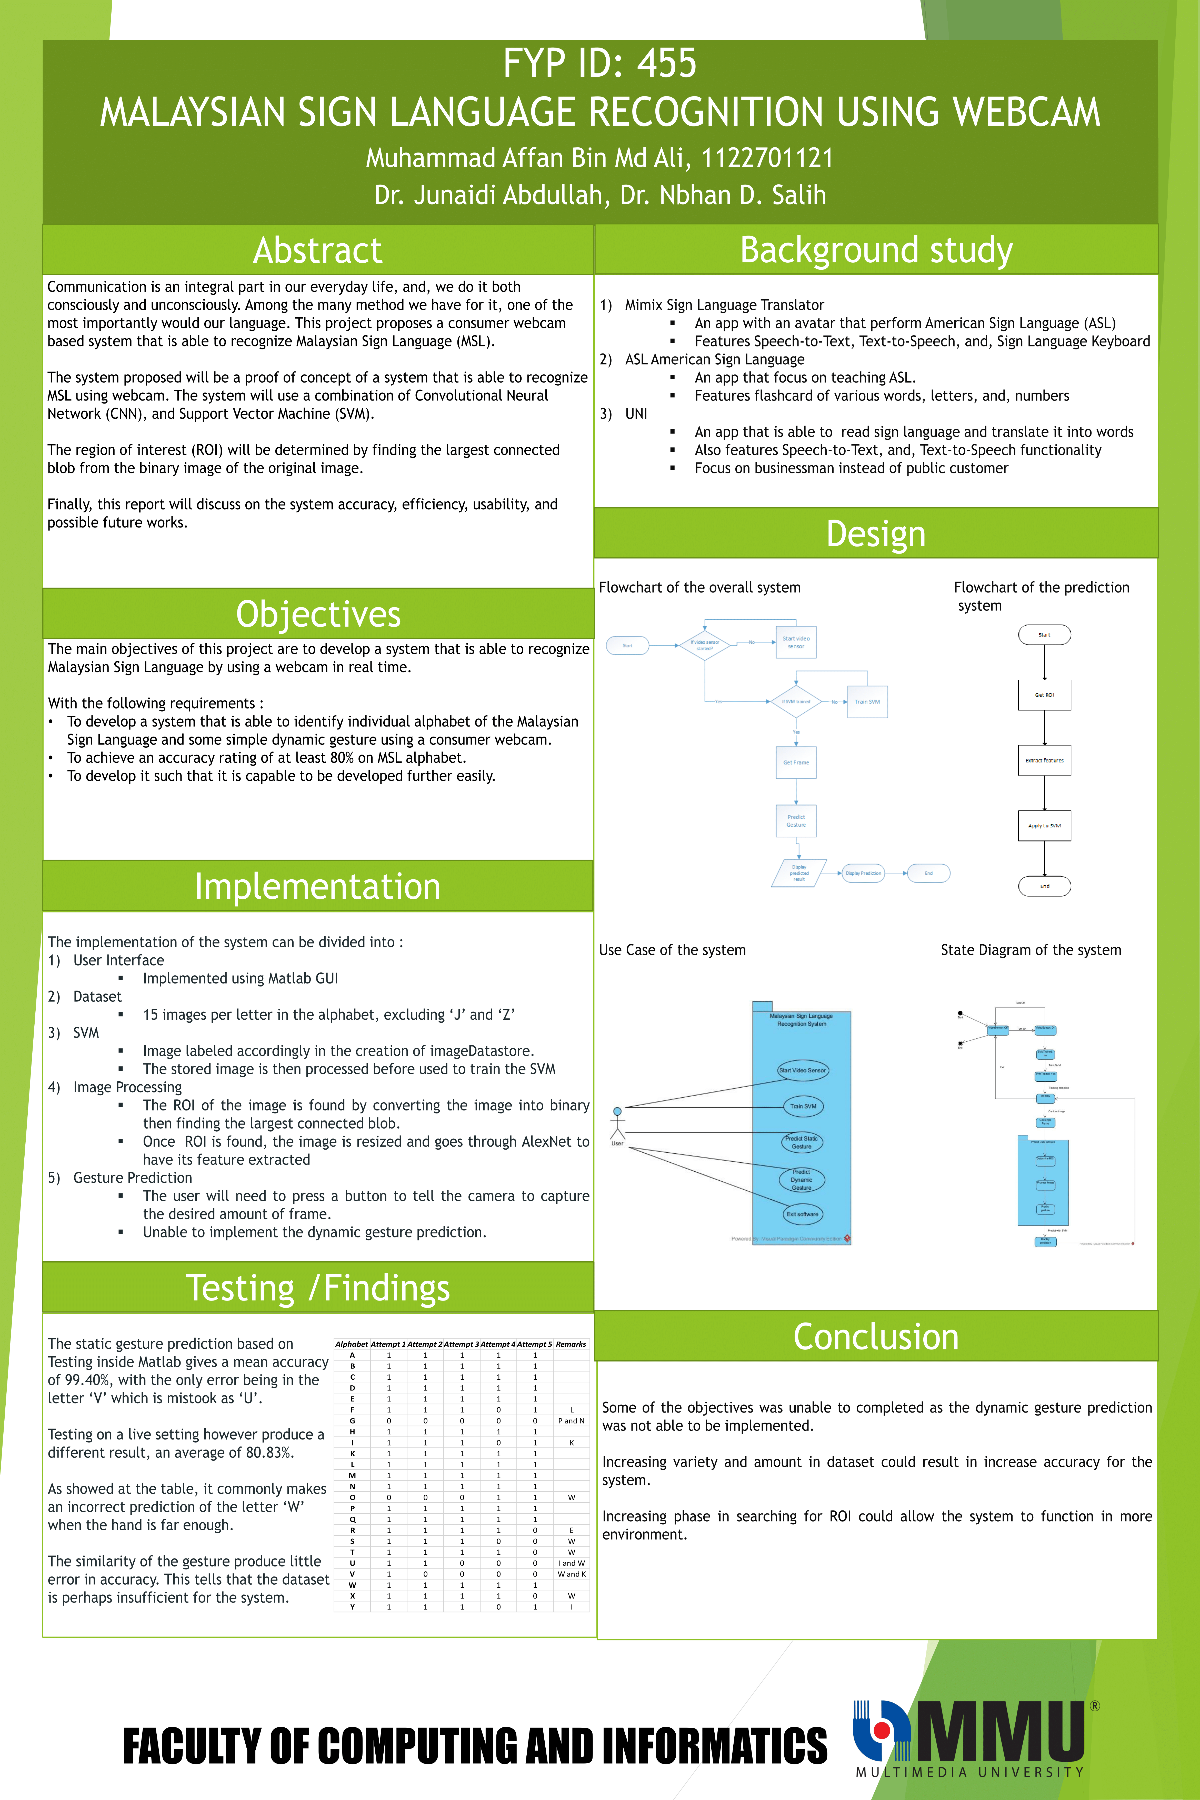 FYP ID: 455
MALAYSIAN SIGN LANGUAGE RECOGNITION USING WEBCAM
Muhammad Affan Bin Md Ali, 1122701121
Dr. Junaidi Abdullah, Dr. Nbhan D. Salih
Abstract
Communication is an integral part in our everyday life, and, we do it both
consciously and unconsciously. Among the many method we have for it, one of the
most importantly would our language. This project proposes a consumer webcam
based system that is able to recognize Malaysian Sign Language (MSL).
The system proposed will be a proof of concept of a system that is able to recognize
MSL using webcam. The system will use a combination of Convolutional Neural
Network (CNN), and Support Vector Machine (SVM).
The region of interest (ROI) will be determined by finding the largest connected
blob from the binary image of the original image.
Finally, this report will discuss on the system accuracy, efficiency, usability, and
possible future works.
Objectives
The main objectives of this project are to develop a system that is able to recognize
Malaysian Sign Language by using a webcam in real time.
With the following requirements :
• To develop a system that is able to identify individual alphabet of the Malaysian
Sign Language and some simple dynamic gesture using a consumer webcam.
• To achieve an accuracy rating of at least 80% on MSL alphabet.
• To develop it such that it is capable to be developed further easily.
Implementation
The implementation of the system can be divided into :
1) User Interface
▪ Implemented using Matlab GUI
2) Dataset
▪ 15 images per letter in the alphabet, excluding ‘J’ and ‘Z’
3) SVM
▪ Image labeled accordingly in the creation of imageDatastore.
▪ The stored image is then processed before used to train the SVM
4) Image Processing
▪ The ROI of the image is found by converting the image into binary
then finding the largest connected blob.
▪ Once ROI is found, the image is resized and goes through AlexNet to
have its feature extracted
5) Gesture Prediction
▪ The user will need to press a button to tell the camera to capture
the desired amount of frame.
▪ Unable to implement the dynamic gesture prediction.
Testing /Findings
The static gesture prediction based on
Testing inside Matlab gives a mean accuracy
of 99.40%, with the only error being in the
letter ‘V’ which is mistook as ‘U’.
Testing on a live setting however produce a
different result, an average of 80.83%.
As showed at the table, it commonly makes
an incorrect prediction of the letter ‘W’
when the hand is far enough.
The similarity of the gesture produce little
error in accuracy. This tells that the dataset
is perhaps insufficient for the system.
Alphabet Attempt 1 Attempt 2 Attempt 3 Attempt 4 Attempt 5 Remarks
A 1 1 1 1 1
B 1 1 1 1 1
C 1 1 1 1 1
D 1 1 1 1 1
E 1 1 1 1 1
F 1 1 1 0 1 L
G 0 0 0 0 0 P and N
H 1 1 1 1 1
I 1 1 1 0 1 K
K 1 1 1 1 1
L 1 1 1 1 1
M 1 1 1 1 1
N 1 1 1 1 1
O 0 0 0 1 1 W
P 1 1 1 1 1
Q 1 1 1 1 1
R 1 1 1 1 0 E
S 1 1 1 0 0 W
T 1 1 1 1 0 W
U 1 1 0 0 0 I and W
V 1 0 0 0 0 W and K
W 1 1 1 1 1
X 1 1 1 1 0 W
Y 1 1 1 0 1 I
Background study
1) Mimix Sign Language Translator
▪ An app with an avatar that perform American Sign Language (ASL)
▪ Features Speech-to-Text, Text-to-Speech, and, Sign Language Keyboard
2) ASL American Sign Language
▪ An app that focus on teaching ASL.
▪ Features flashcard of various words, letters, and, numbers
3) UNI
▪ An app that is able to read sign language and translate it into words
▪ Also features Speech-to-Text, and, Text-to-Speech functionality
▪ Focus on businessman instead of public customer
Design
Flowchart of the overall system
Start
No
Start video
sensor
Yes
No
Train SVM
Yes
Get Frame
Predict
Gesture
Display
predicted
result
Display Prediction
End
Flowchart of the prediction
system
Start
Get ROI
Extract features
Apply to SVM
End
Use Case of the system
Malaysian Sign Language
Recognition System
Start Video Sensor
Train SVM
Predict Static
Gesture
Predict
Dynamic
Gesture
Exit software
User
Powered By Visual Paradigm Community Edition
State Diagram of the system
Conclusion
Some of the objectives was unable to completed as the dynamic gesture prediction
was not able to be implemented.
Increasing variety and amount in dataset could result in increase accuracy for the
system.
Increasing phase in searching for ROI could allow the system to function in more
environment.
FACULTY OF COMPUTING AND INFORMATICS
MMU®
MULTIMEDIA UNIVERSITY